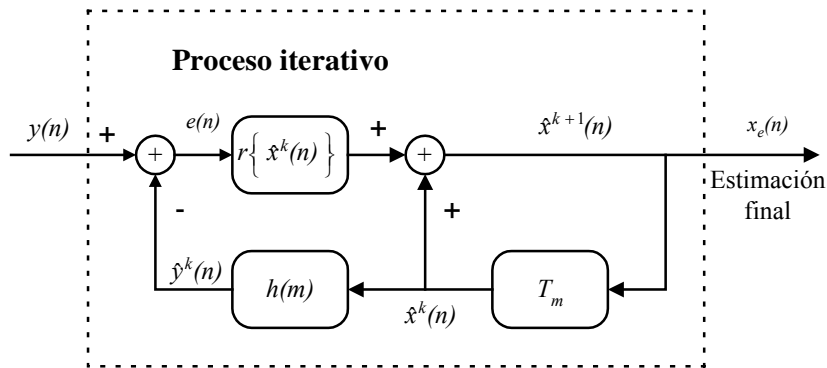 Proceso iterativo
y(n)
+
+
e(n)
r{ x̂ᵏ(n) }
+
+
x̂ᵏ⁺¹(n)
xₑ(n)
Estimación
final
-
+
ŷᵏ(n)
h(m)
x̂ᵏ(n)
Tₘ